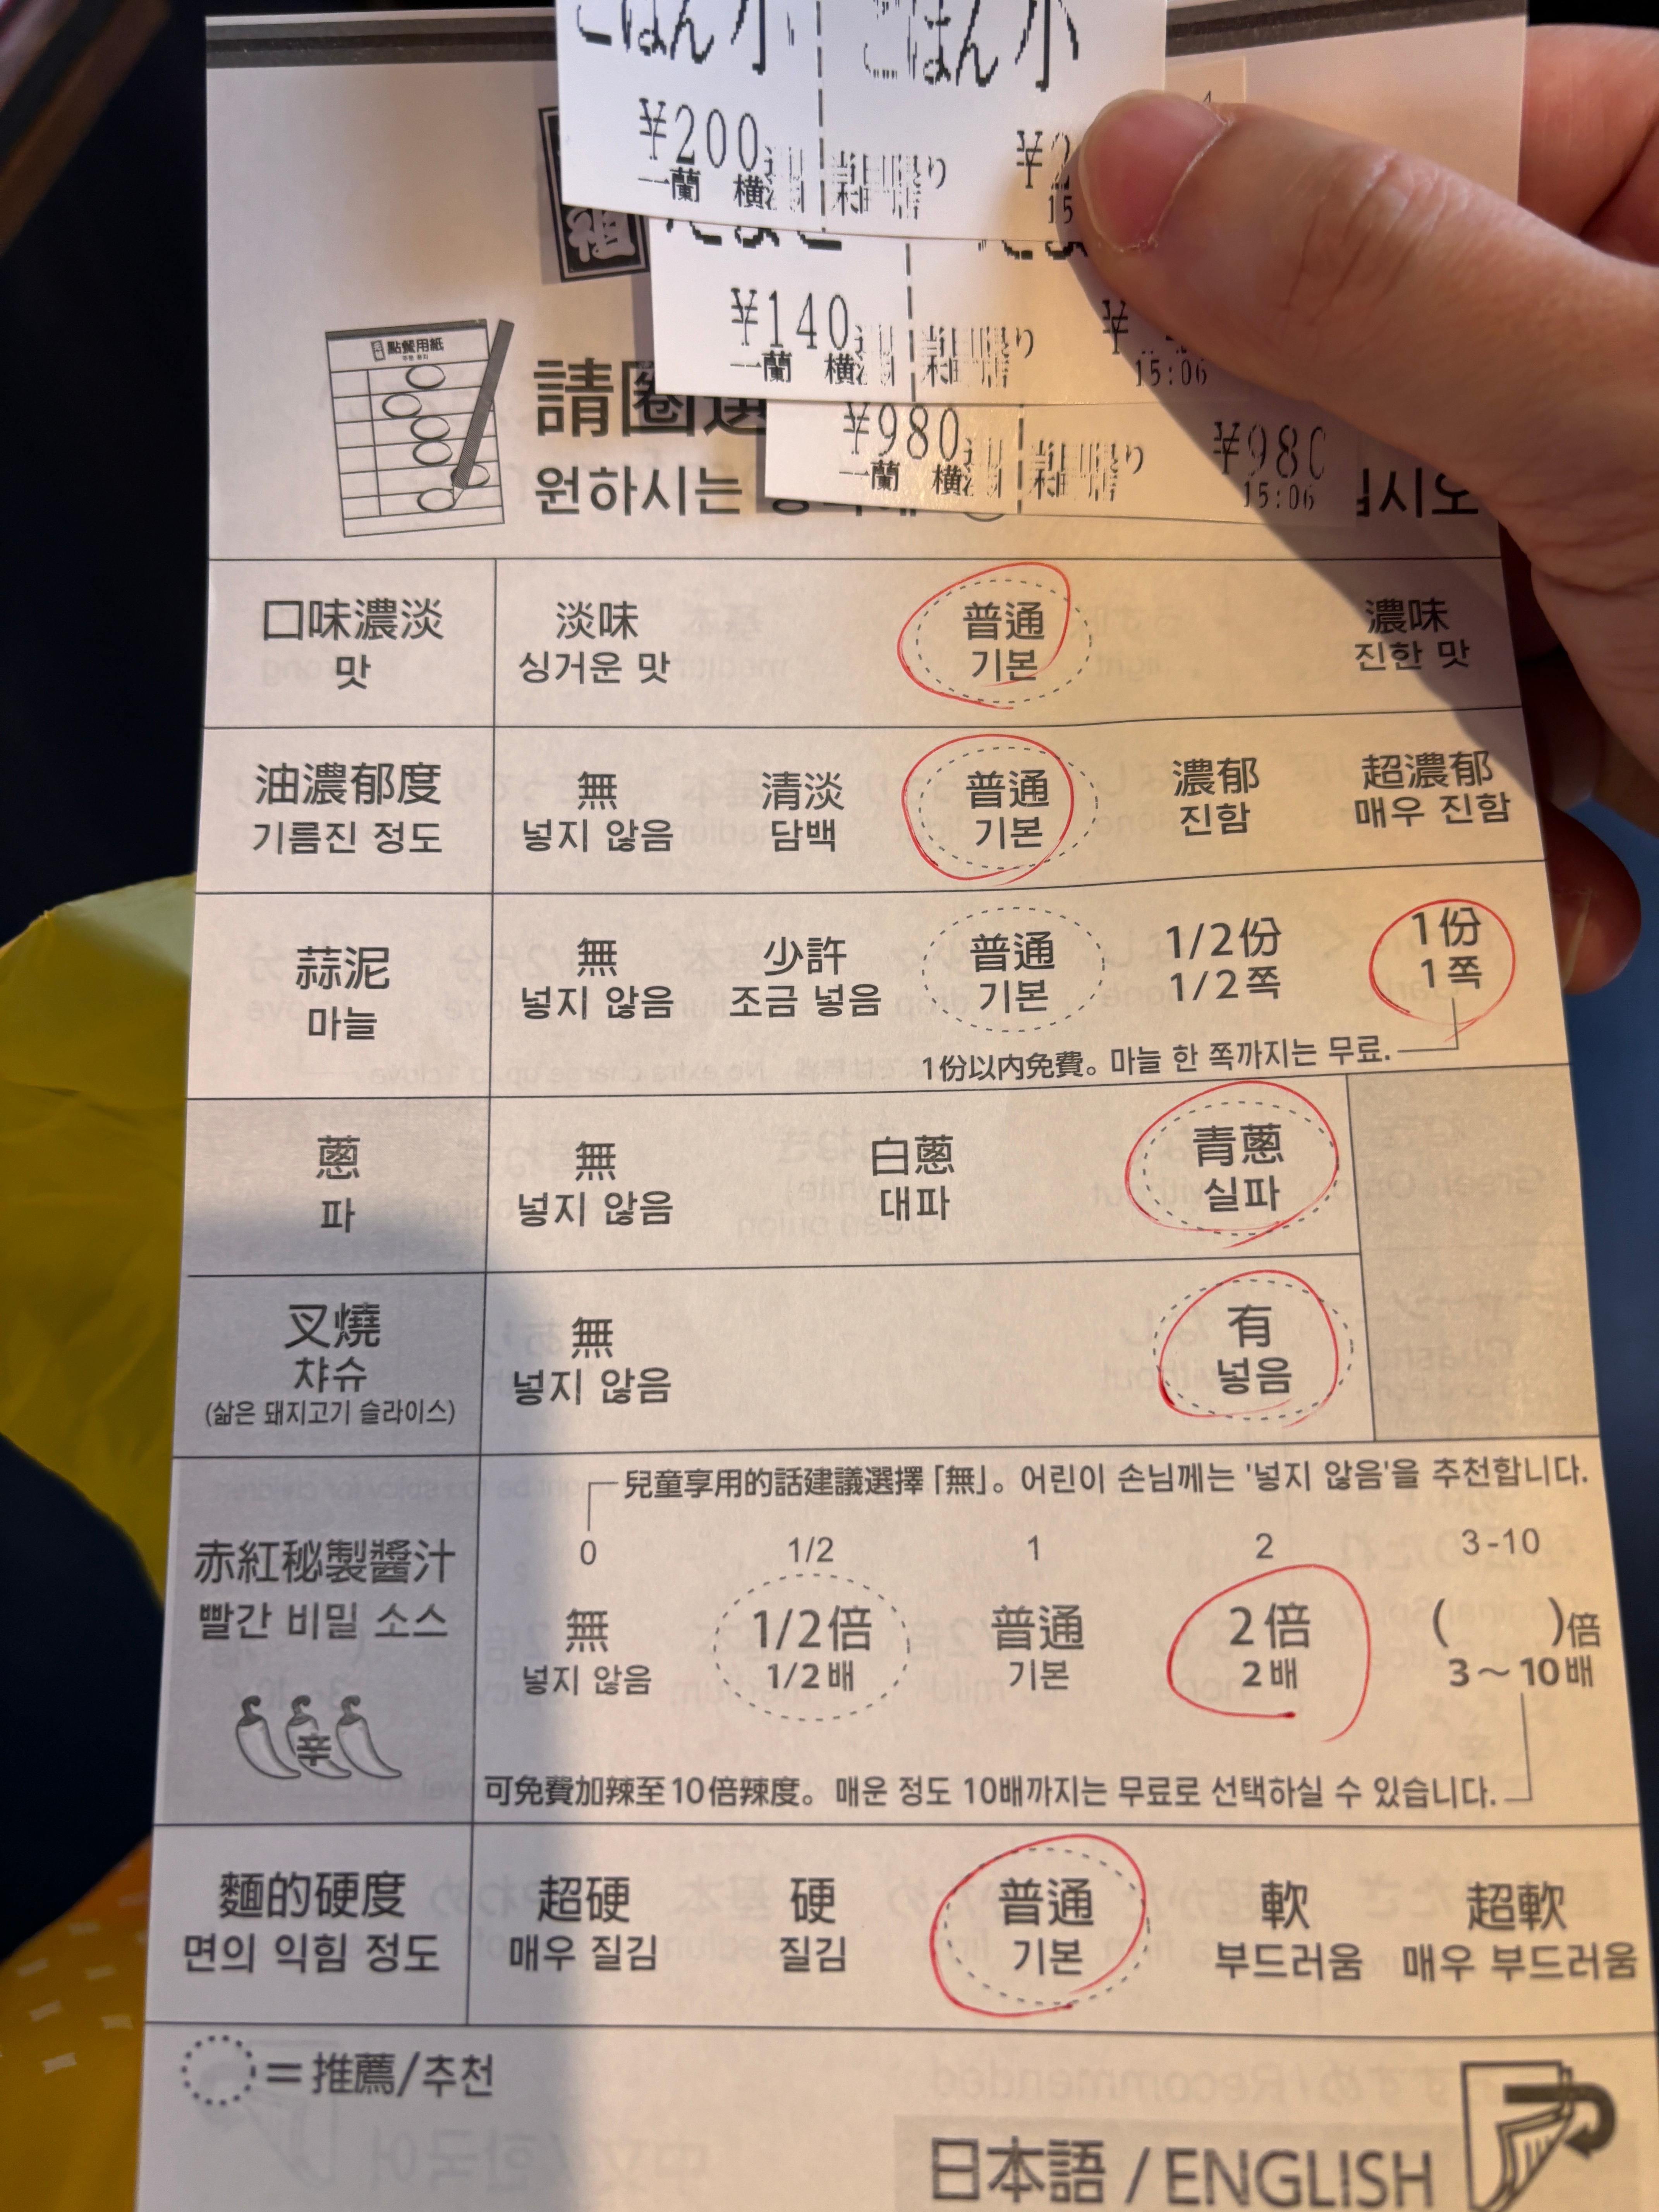 ごはん 小 ごはん 小
¥200
一蘭 横 り 15
¥140 ¥
一蘭 横 り 15:06
¥980 ¥980
一蘭 横 り 15:06
點餐用紙
請圈選
원하시는
口味濃淡 淡味 普通 濃味
맛 싱거운 맛 기본 진한 맛
油濃郁度 無 清淡 普通 濃郁 超濃郁
기름진 정도 넣지 않음 담백 기본 진함 매우 진함
蒜泥 無 少許 普通 1/2份 1份
마늘 넣지 않음 조금 넣음 기본 1/2쪽 1쪽
1份以內免費。마늘 한 쪽까지는 무료.
蔥 無 白蔥 青蔥
파 넣지 않음 대파 실파
叉燒 無 有
챠슈 넣지 않음 넣음
(삶은 돼지고기 슬라이스)
兒童享用的話建議選擇「無」。어린이 손님께는 '넣지 않음'을 추천합니다.
0 1/2 1 2 3-10
赤紅秘製醬汁 無 1/2倍 普通 2倍 ( )倍
빨간 비밀 소스 넣지 않음 1/2배 기본 2배 3～10배
辛
可免費加辣至10倍辣度。매운 정도 10배까지는 무료로 선택하실 수 있습니다.
麵的硬度 超硬 硬 普通 軟 超軟
면의 익힘 정도 매우 질김 질김 기본 부드러움 매우 부드러움
=推薦/추천
日本語 / ENGLISH